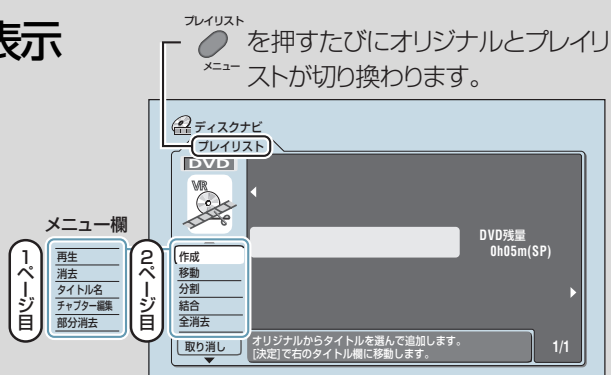 表示
プレイリスト
メニュー
を押すたびにオリジナルとプレイリ
ストが切り換わります。
ディスクナビ
プレイリスト
DVD
VR
メニュー欄
1ページ目
再生
消去
タイトル名
チャプター編集
部分消去
2ページ目
作成
移動
分割
結合
全消去
取り消し
DVD残量
0h05m(SP)
オリジナルからタイトルを選んで追加します。
[決定]で右のタイトル欄に移動します。
1/1